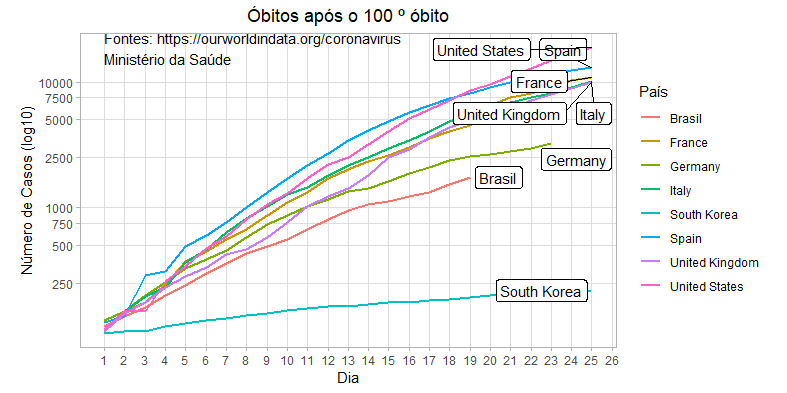 Óbitos após o 100 º óbito
Fontes: https://ourworldindata.org/coronavirus
Ministério da Saúde
United States
Spain
France
United Kingdom
Italy
Germany
Brasil
South Korea
Número de Casos (log10)
10000
7500
5000
2500
1000
750
500
250
1 2 3 4 5 6 7 8 9 10 11 12 13 14 15 16 17 18 19 20 21 22 23 24 25 26
Dia
País
Brasil
France
Germany
Italy
South Korea
Spain
United Kingdom
United States